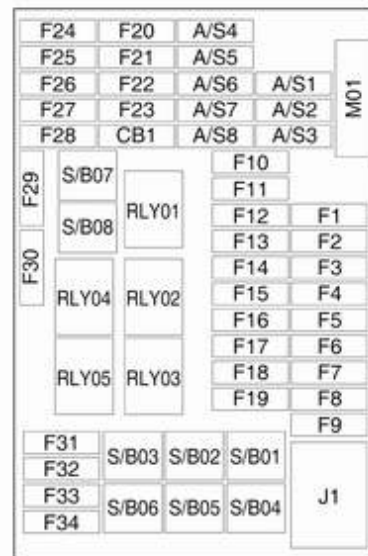 F24 F20 A/S4
F25 F21 A/S5
F26 F22 A/S6 A/S1
F27 F23 A/S7 A/S2
F28 CB1 A/S8 A/S3
M01
F29
F30
S/B07
S/B08
RLY01
RLY04 RLY02
RLY05 RLY03
F10
F11
F12 F1
F13 F2
F14 F3
F15 F4
F16 F5
F17 F6
F18 F7
F19 F8
F9
F31
F32
F33
F34
S/B03 S/B02 S/B01
S/B06 S/B05 S/B04
J1